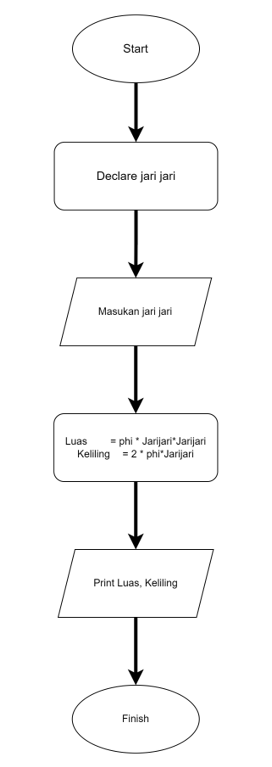 Start
Declare jari jari
Masukan jari jari
Luas = phi * Jarijari*Jarijari
Keliling = 2 * phi*Jarijari
Print Luas, Keliling
Finish